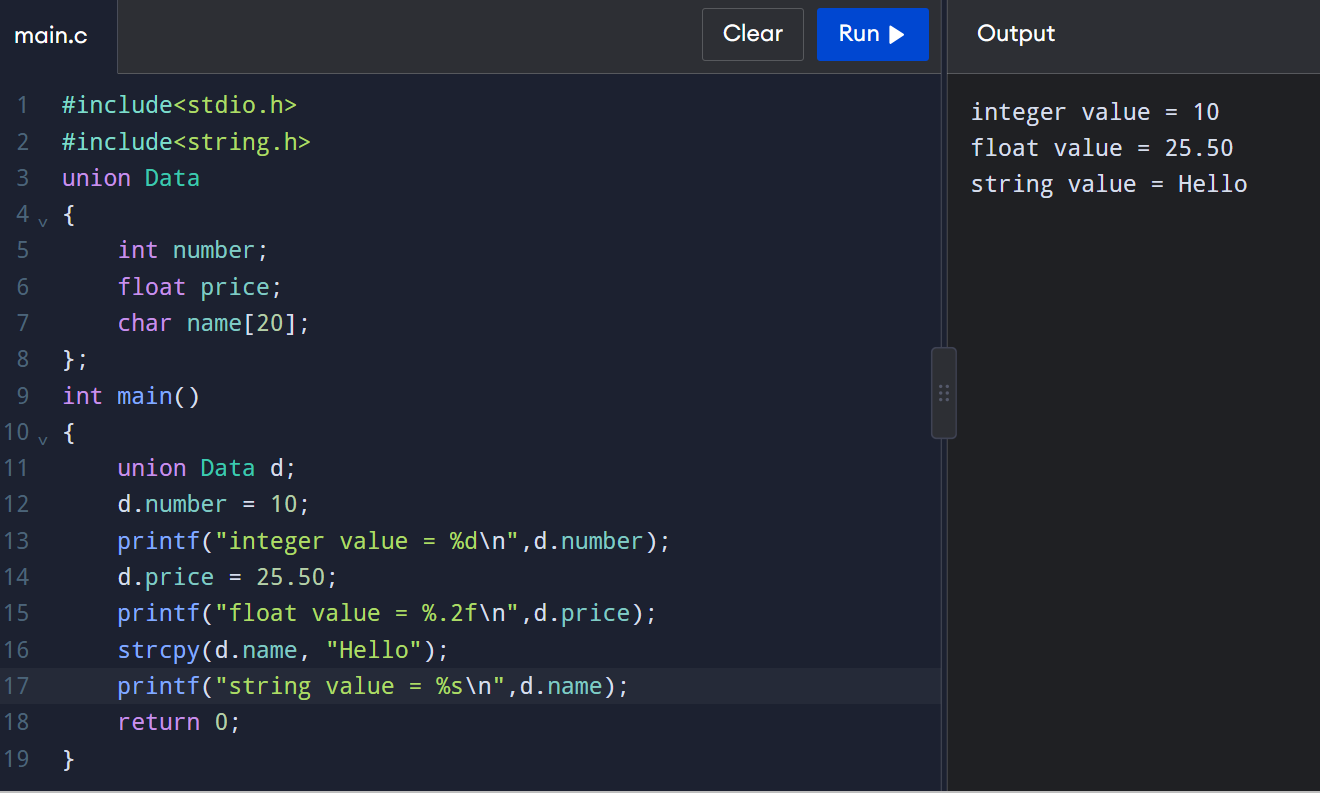 main.c
Clear
Run
Output
1 #include<stdio.h>
2 #include<string.h>
3 union Data
4 {
5     int number;
6     float price;
7     char name[20];
8 };
9 int main()
10 {
11     union Data d;
12     d.number = 10;
13     printf("integer value = %d\n",d.number);
14     d.price = 25.50;
15     printf("float value = %.2f\n",d.price);
16     strcpy(d.name, "Hello");
17     printf("string value = %s\n",d.name);
18     return 0;
19 }
integer value = 10
float value = 25.50
string value = Hello